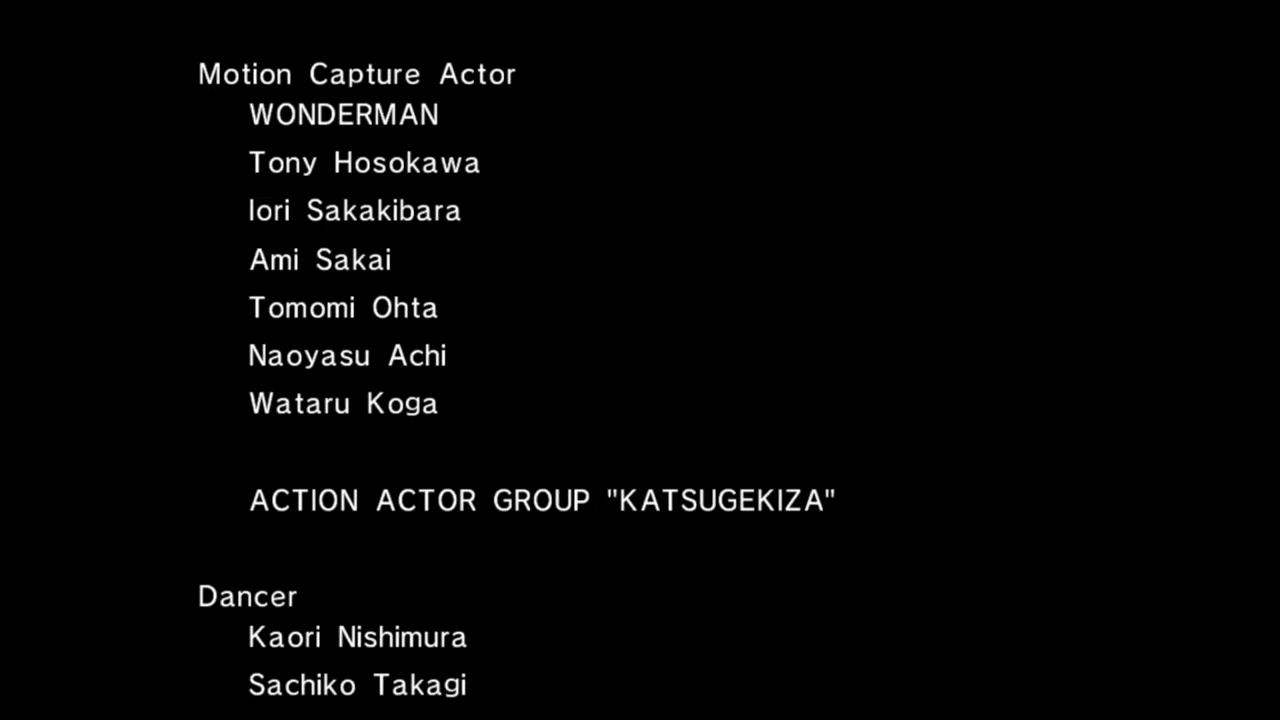 Motion Capture Actor
WONDERMAN
Tony Hosokawa
Iori Sakakibara
Ami Sakai
Tomomi Ohta
Naoyasu Achi
Wataru Koga
ACTION ACTOR GROUP "KATSUGEKIZA"
Dancer
Kaori Nishimura
Sachiko Takagi